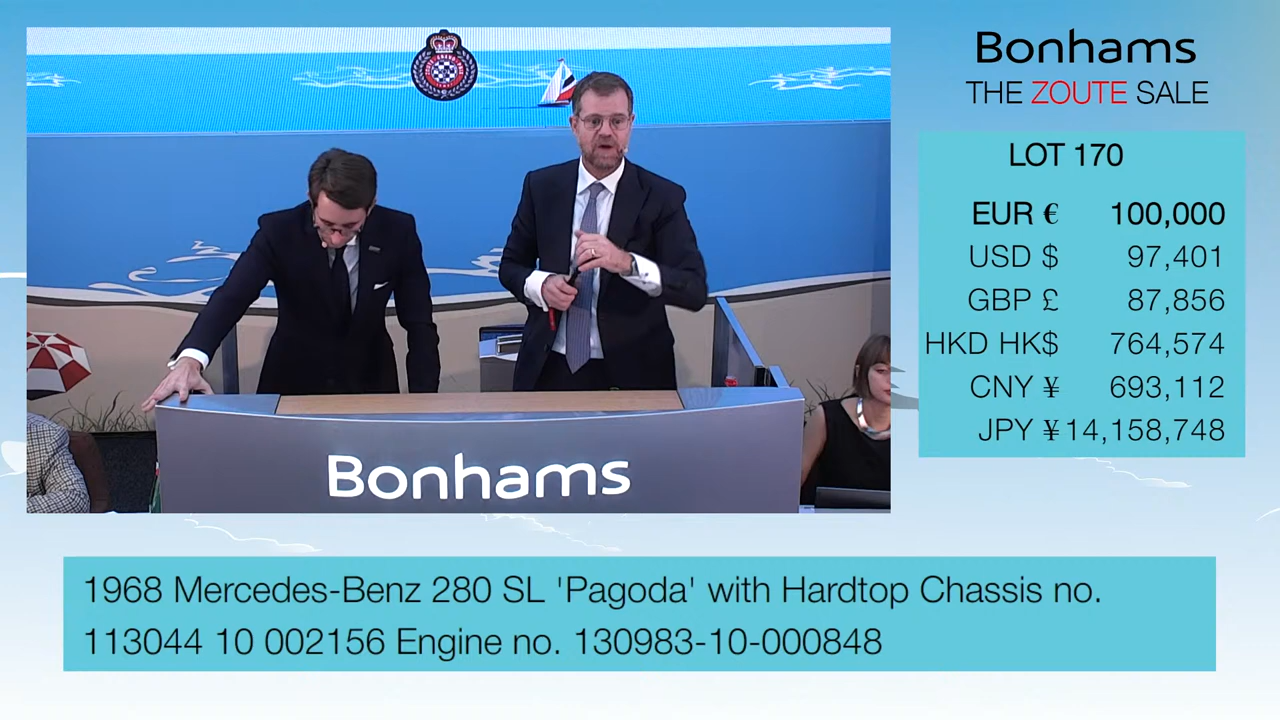 Bonhams
THE ZOUTE SALE
LOT 170
EUR € 100,000
USD $ 97,401
GBP £ 87,856
HKD HK$ 764,574
CNY ¥ 693,112
JPY ¥ 14,158,748
Bonhams
1968 Mercedes-Benz 280 SL 'Pagoda' with Hardtop Chassis no.
113044 10 002156 Engine no. 130983-10-000848